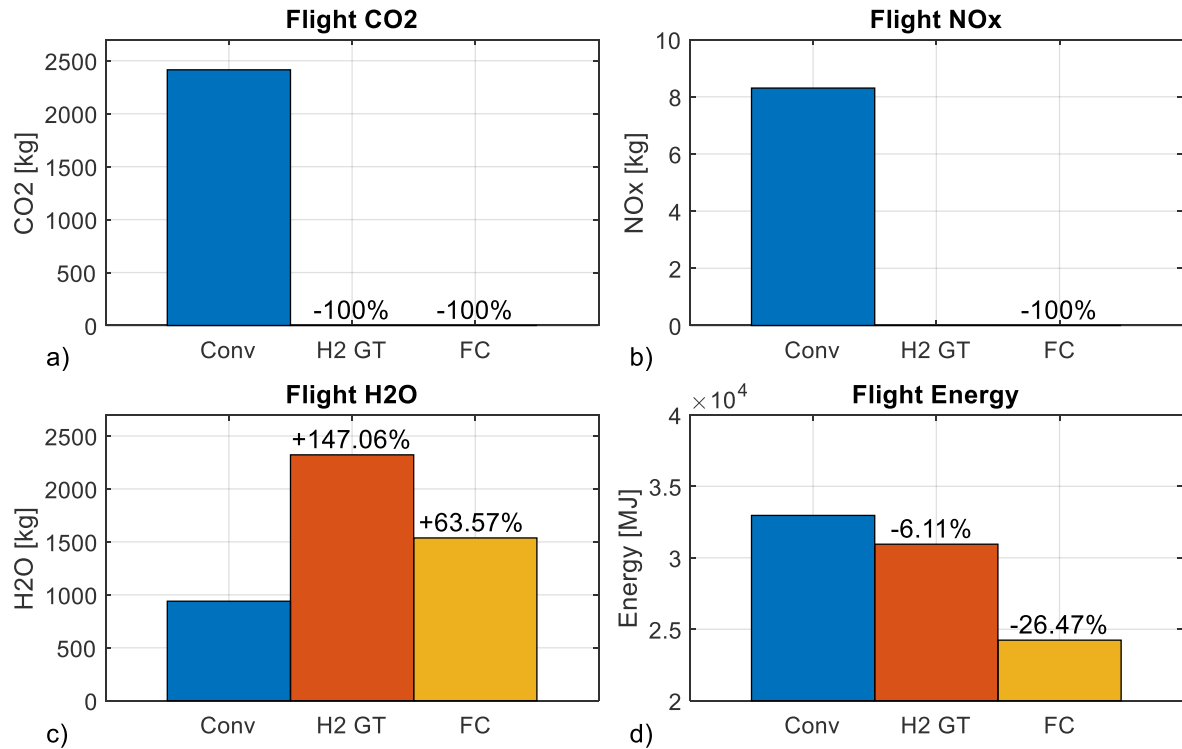 Flight CO2
CO2 [kg]
2500
2000
1500
1000
500
0
-100%
-100%
Conv
H2 GT
FC
a)
Flight NOx
NOx [kg]
10
8
6
4
2
0
-100%
Conv
H2 GT
FC
b)
Flight H2O
H2O [kg]
2500
2000
1500
1000
500
0
+147.06%
+63.57%
Conv
H2 GT
FC
c)
Flight Energy
×10⁴
Energy [MJ]
4
3.5
3
2.5
2
-6.11%
-26.47%
Conv
H2 GT
FC
d)